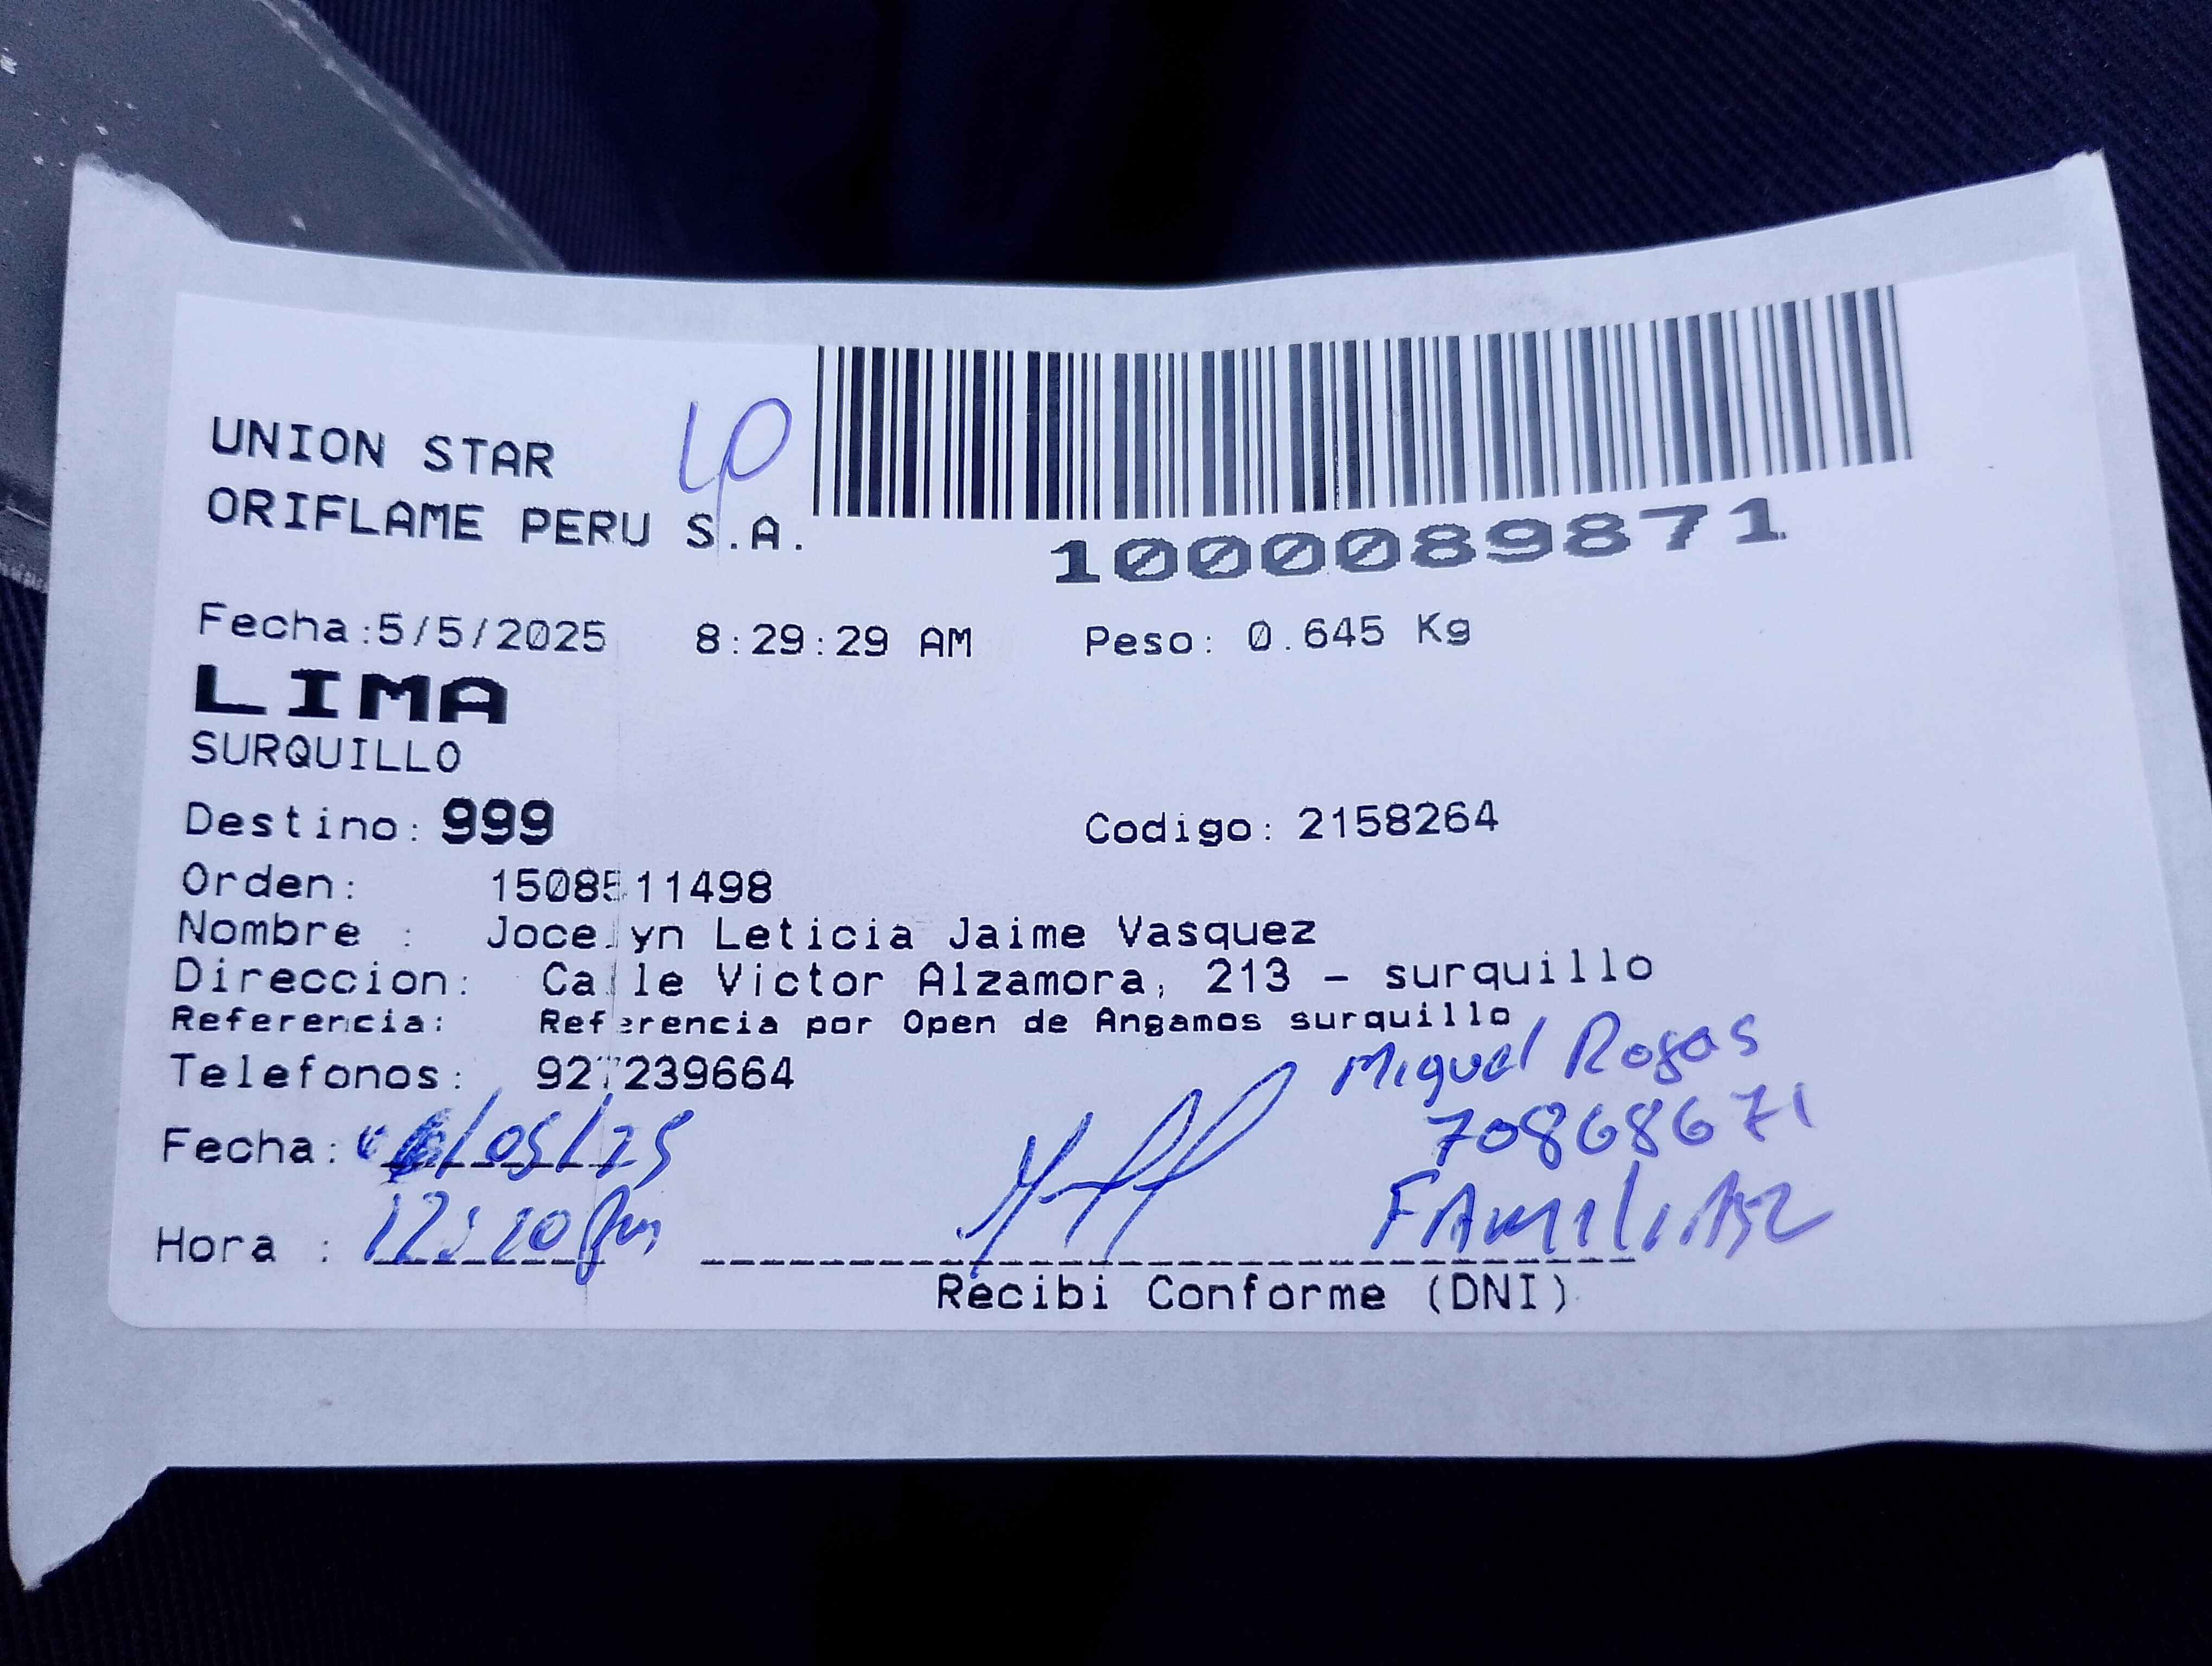 UNION STAR
LO
ORIFLAME PERU S.A.
1000089871
Fecha:5/5/2025 8:29:29 AM Peso: 0.645 Kg
LIMA
SURQUILLO
Destino: 999 Codigo: 2158264
Orden: 1508511498
Nombre : Jocelyn Leticia Jaime Vasquez
Direccion: Calle Victor Alzamora, 213 - surquillo
Referencia: Referencia por Open de Angamos surquillo
Miguel Rojas
Telefonos: 927239664
70868671
Fecha: /05/25
FAmiliAR
Hora : 12:20 pm
Recibi Conforme (DNI)